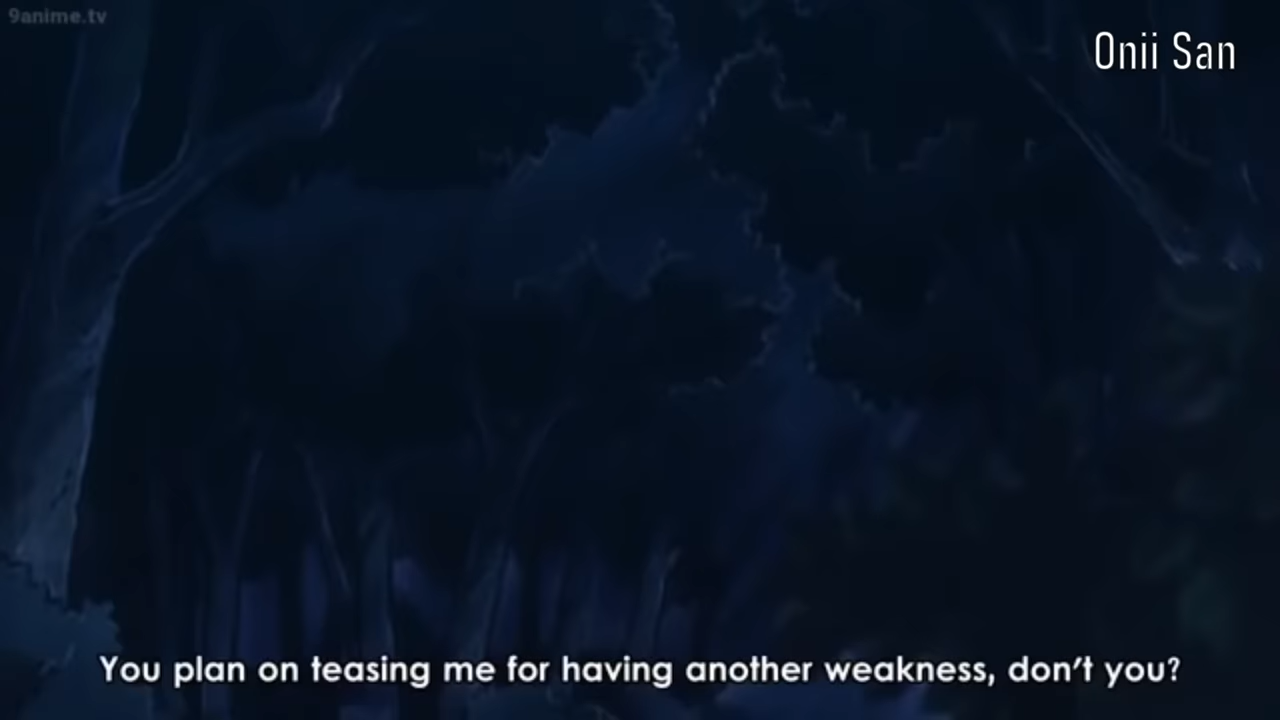 9anime.tv
Onii San
You plan on teasing me for having another weakness, don't you?